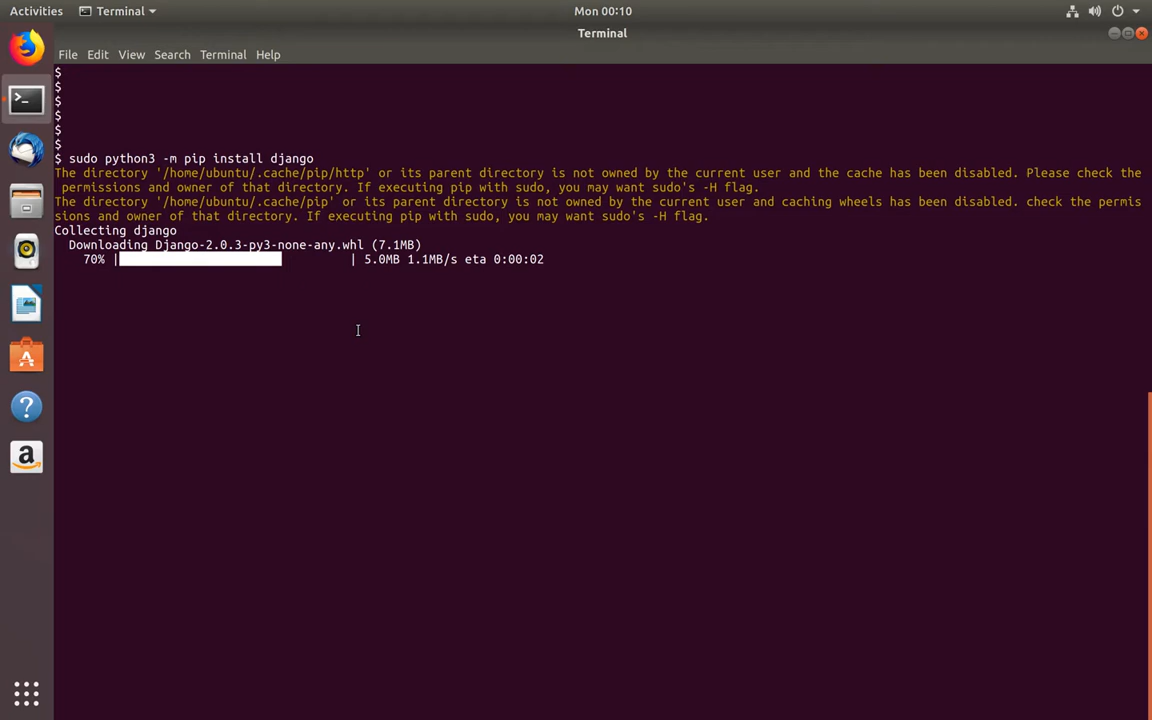 Activities Terminal Mon 00:10
Terminal
File Edit View Search Terminal Help
$
$
$
$
$
$
$ sudo python3 -m pip install django
The directory '/home/ubuntu/.cache/pip/http' or its parent directory is not owned by the current user and the cache has been disabled. Please check the
permissions and owner of that directory. If executing pip with sudo, you may want sudo's -H flag.
The directory '/home/ubuntu/.cache/pip' or its parent directory is not owned by the current user and caching wheels has been disabled. check the permis
sions and owner of that directory. If executing pip with sudo, you may want sudo's -H flag.
Collecting django
Downloading Django-2.0.3-py3-none-any.whl (7.1MB)
70% | | 5.0MB 1.1MB/s eta 0:00:02